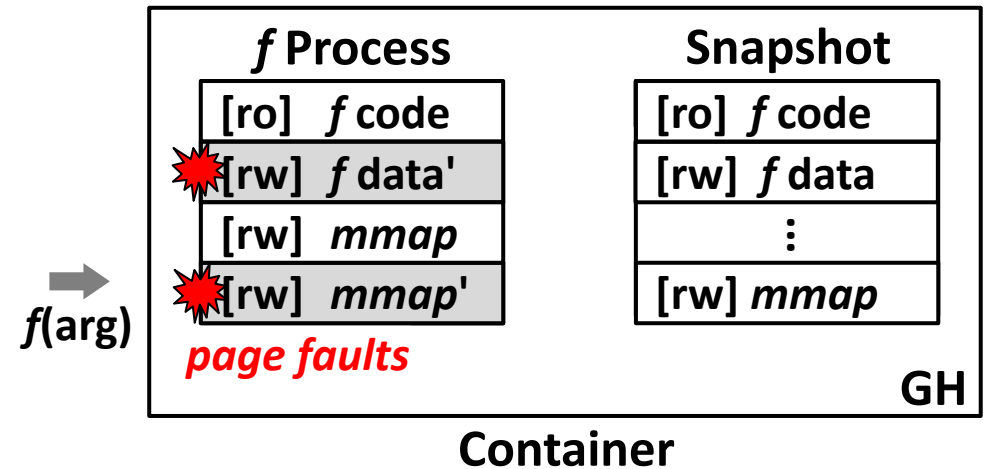 f Process
[ro] f code
[rw] f data'
[rw] mmap
[rw] mmap'
page faults
f(arg)
Snapshot
[ro] f code
[rw] f data
⋮
[rw] mmap
GH
Container